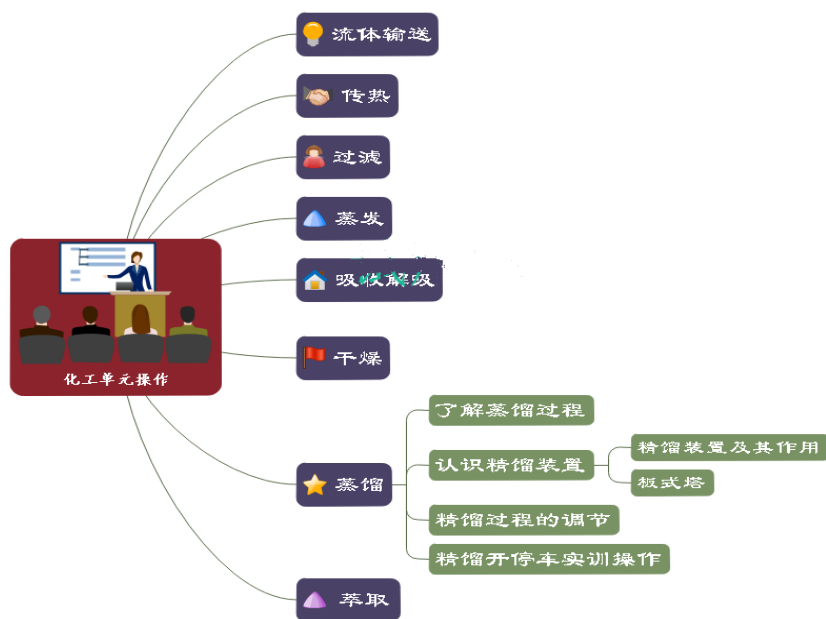 流体输送
传热
过滤
蒸发
吸收解吸
干燥
化工单元操作
了解蒸馏过程
精馏装置及其作用
认识精馏装置
板式塔
蒸馏
精馏过程的调节
精馏开停车实训操作
萃取